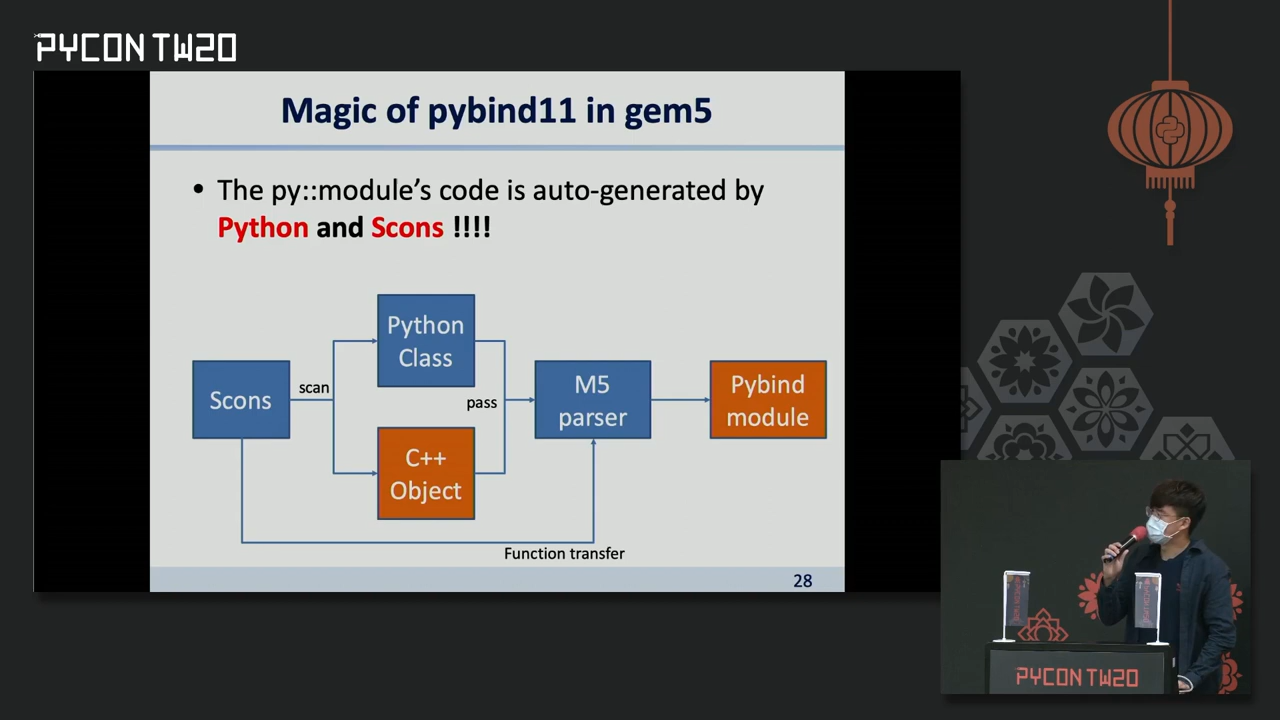 PYCON TW20
Magic of pybind11 in gem5
• The py::module's code is auto-generated by
Python and Scons !!!!
Python
Class
Scons
scan
pass
M5
parser
Pybind
module
C++
Object
Function transfer
28
PYCON TW20